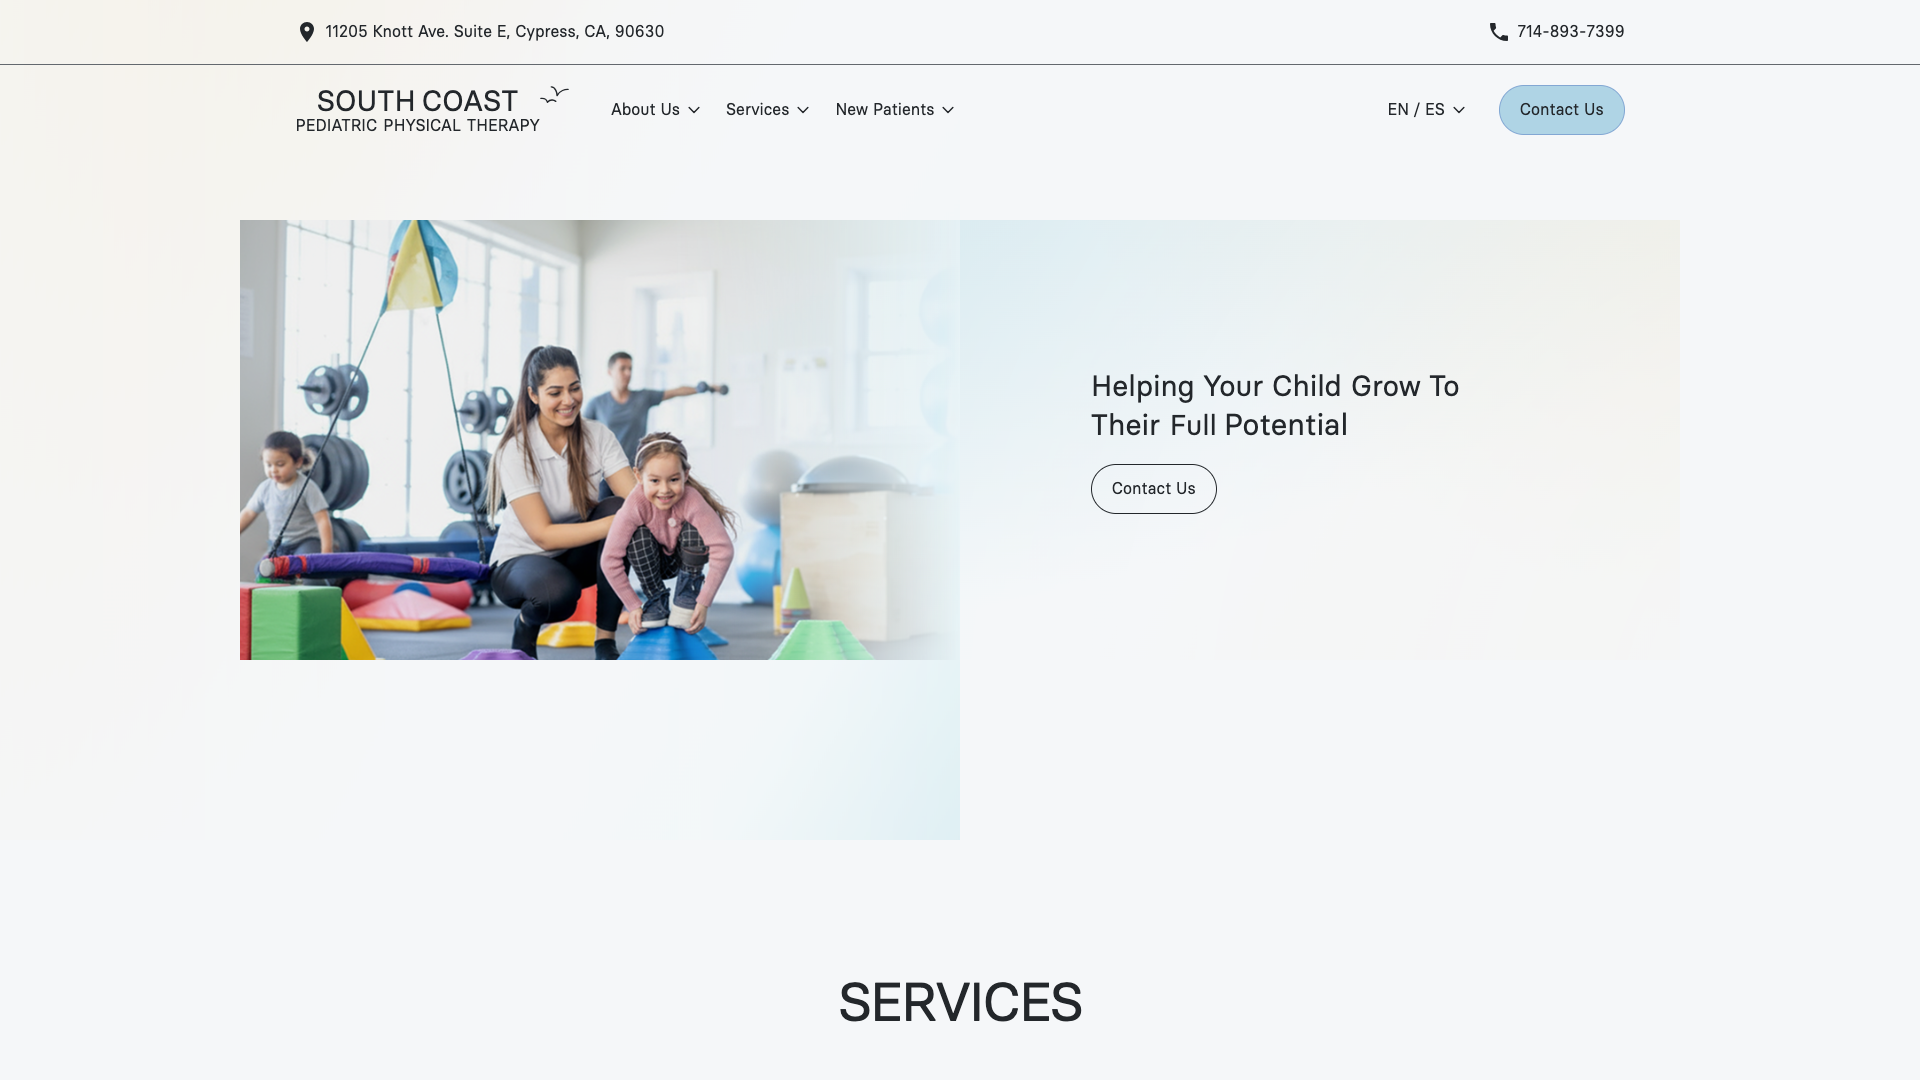 11205 Knott Ave. Suite E, Cypress, CA, 90630
714-893-7399
SOUTH COAST
PEDIATRIC PHYSICAL THERAPY
About Us
Services
New Patients
EN / ES
Contact Us
Helping Your Child Grow To
Their Full Potential
Contact Us
SERVICES